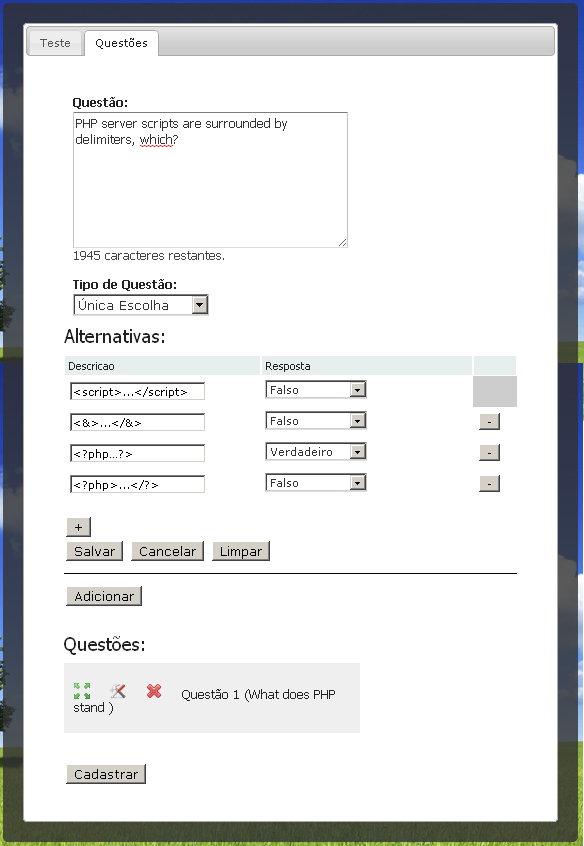 Teste Questões
Questão:
PHP server scripts are surrounded by
delimiters, which?
1945 caracteres restantes.
Tipo de Questão:
Única Escolha
Alternativas:
Descricao Resposta
<script>...</script> Falso
<&>...</&> Falso -
<?php...?> Verdadeiro -
<?php>...</?> Falso -
+
Salvar Cancelar Limpar
Adicionar
Questões:
Questão 1 (What does PHP
stand )
Cadastrar